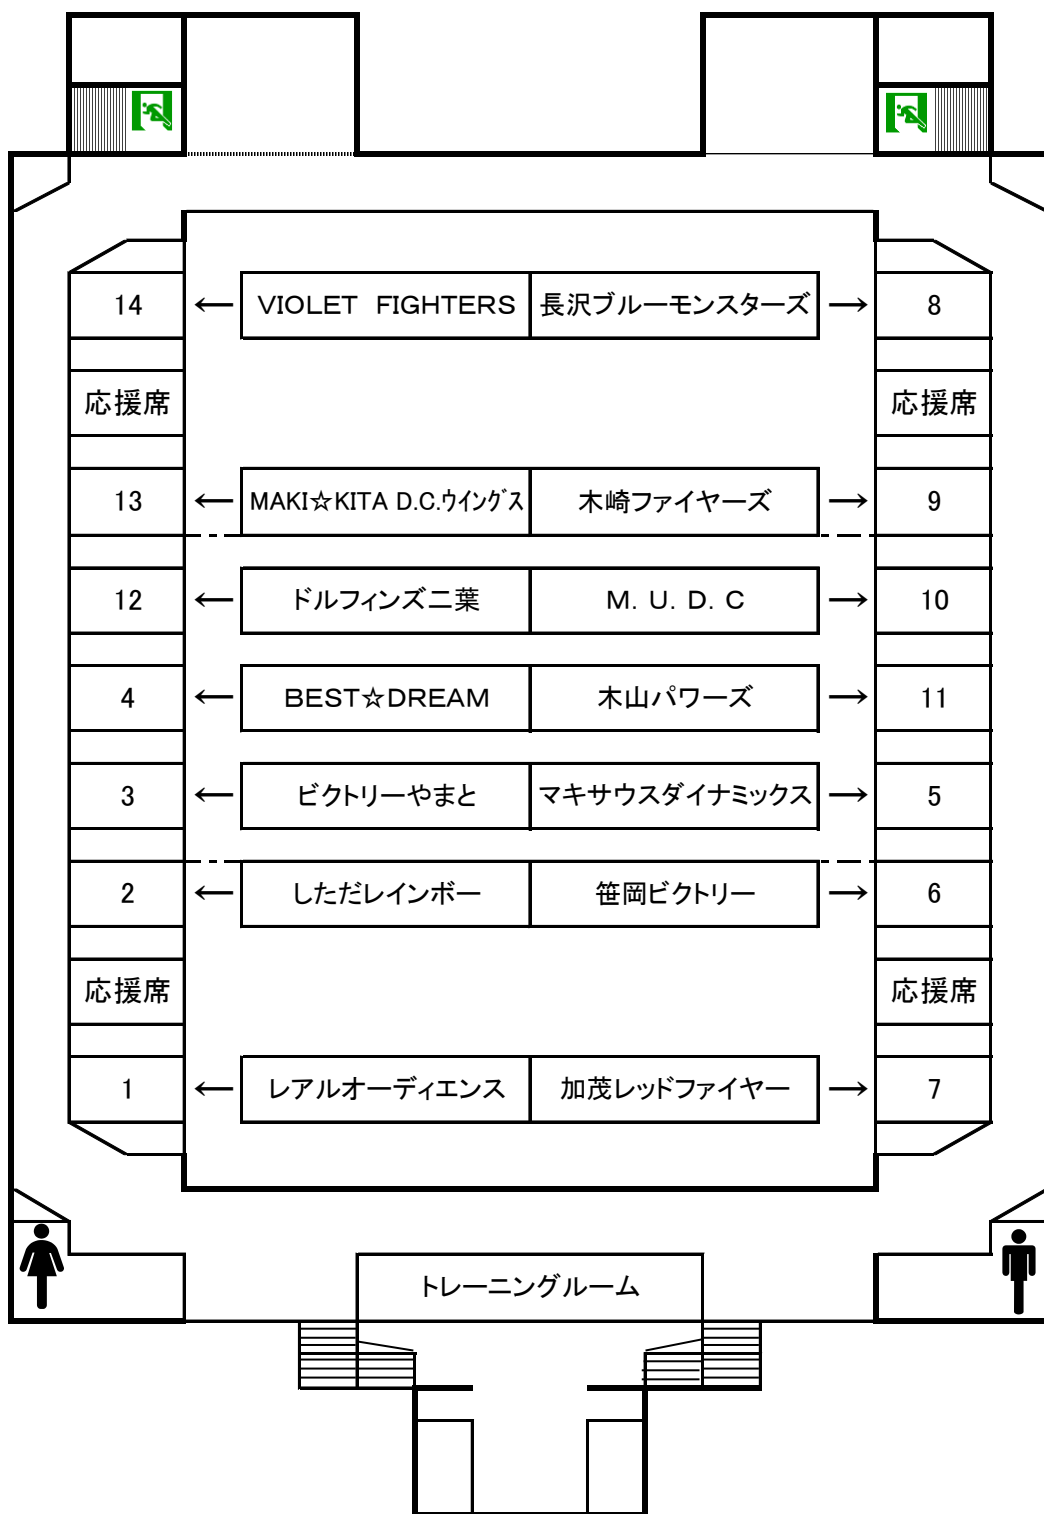 14 ← VIOLET FIGHTERS 長沢ブルーモンスターズ → 8
応援席 応援席
13 ← MAKI☆KITA D.C.ウイングス 木崎ファイヤーズ → 9
12 ← ドルフィンズ二葉 M.U.D.C → 10
4 ← BEST☆DREAM 木山パワーズ → 11
3 ← ビクトリーやまと マキサウスダイナミックス → 5
2 ← しただレインボー 笹岡ビクトリー → 6
応援席 応援席
1 ← レアルオーディエンス 加茂レッドファイヤー → 7
トレーニングルーム